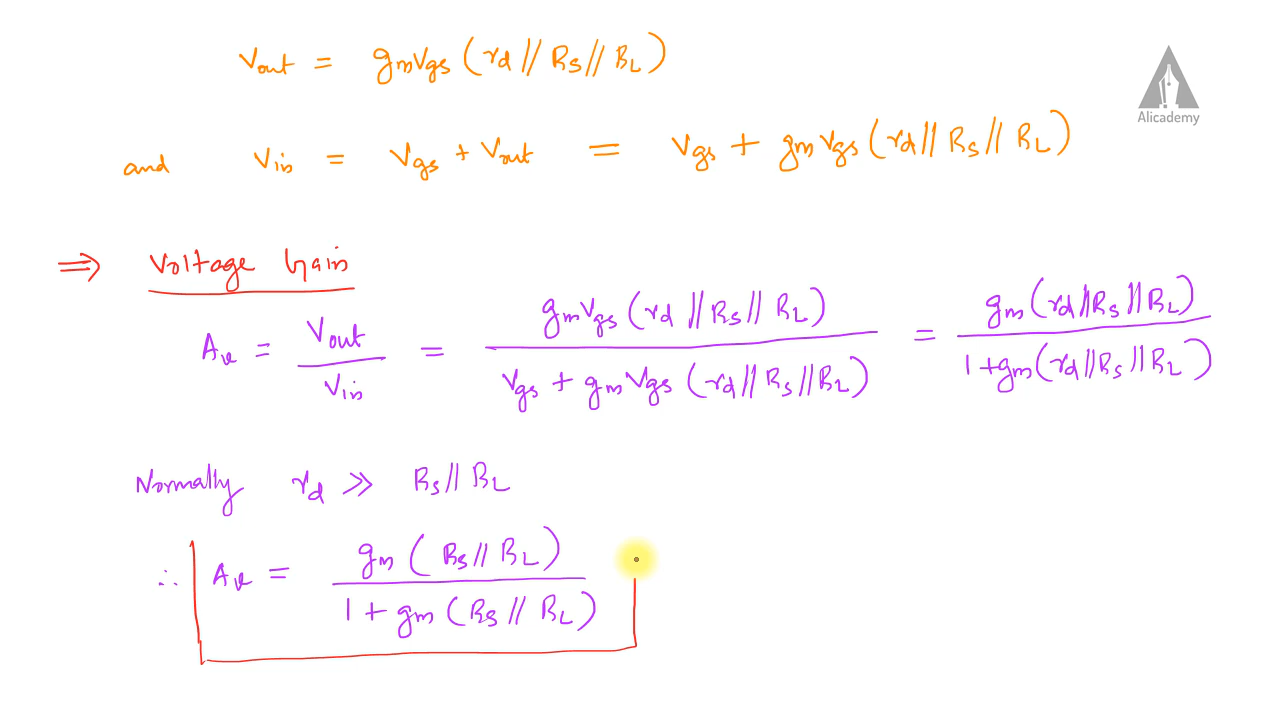 Vout = gmVgs (rd // Rs // RL)
Alicademy
and Vin = Vgs + Vout = Vgs + gmVgs (rd // Rs // RL)
⇒ Voltage Gain
Av = Vout / Vin = gmVgs (rd // Rs // RL) / Vgs + gmVgs (rd // Rs // RL) = gm (rd // Rs // RL) / 1 + gm (rd // Rs // RL)
Normally rd ≫ Rs // RL
∴ Av = gm (Rs // RL) / 1 + gm (Rs // RL)